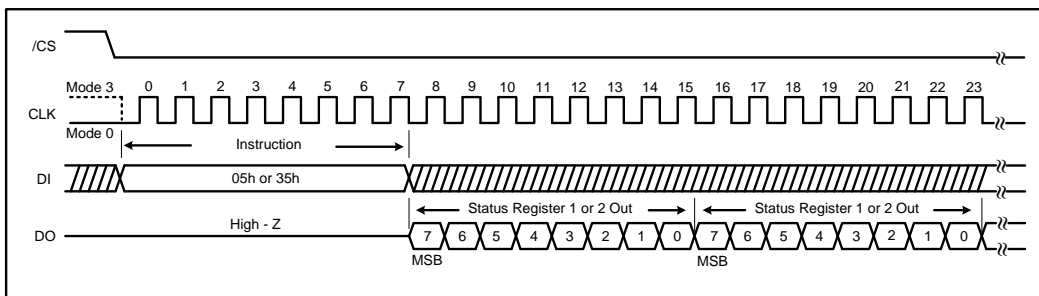 /CS
Mode 3 0 1 2 3 4 5 6 7 8 9 10 11 12 13 14 15 16 17 18 19 20 21 22 23
CLK
Mode 0
Instruction
DI 05h or 35h
Status Register 1 or 2 Out Status Register 1 or 2 Out
High - Z
DO 7 6 5 4 3 2 1 0 7 6 5 4 3 2 1 0
MSB MSB